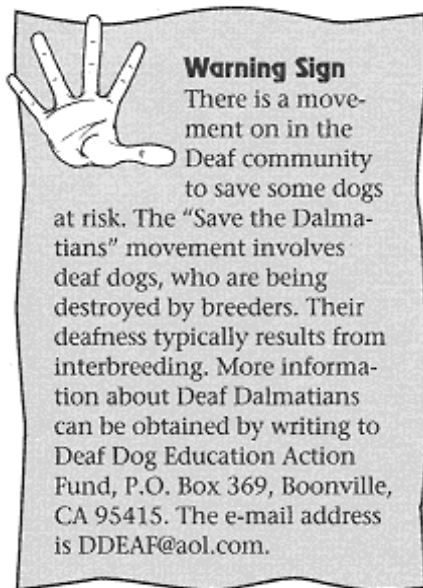 Warning Sign
There is a move-
ment on in the
Deaf community
to save some dogs
at risk. The “Save the Dalma-
tians” movement involves
deaf dogs, who are being
destroyed by breeders. Their
deafness typically results from
interbreeding. More informa-
tion about Deaf Dalmatians
can be obtained by writing to
Deaf Dog Education Action
Fund, P.O. Box 369, Boonville,
CA 95415. The e-mail address
is DDEAF@aol.com.